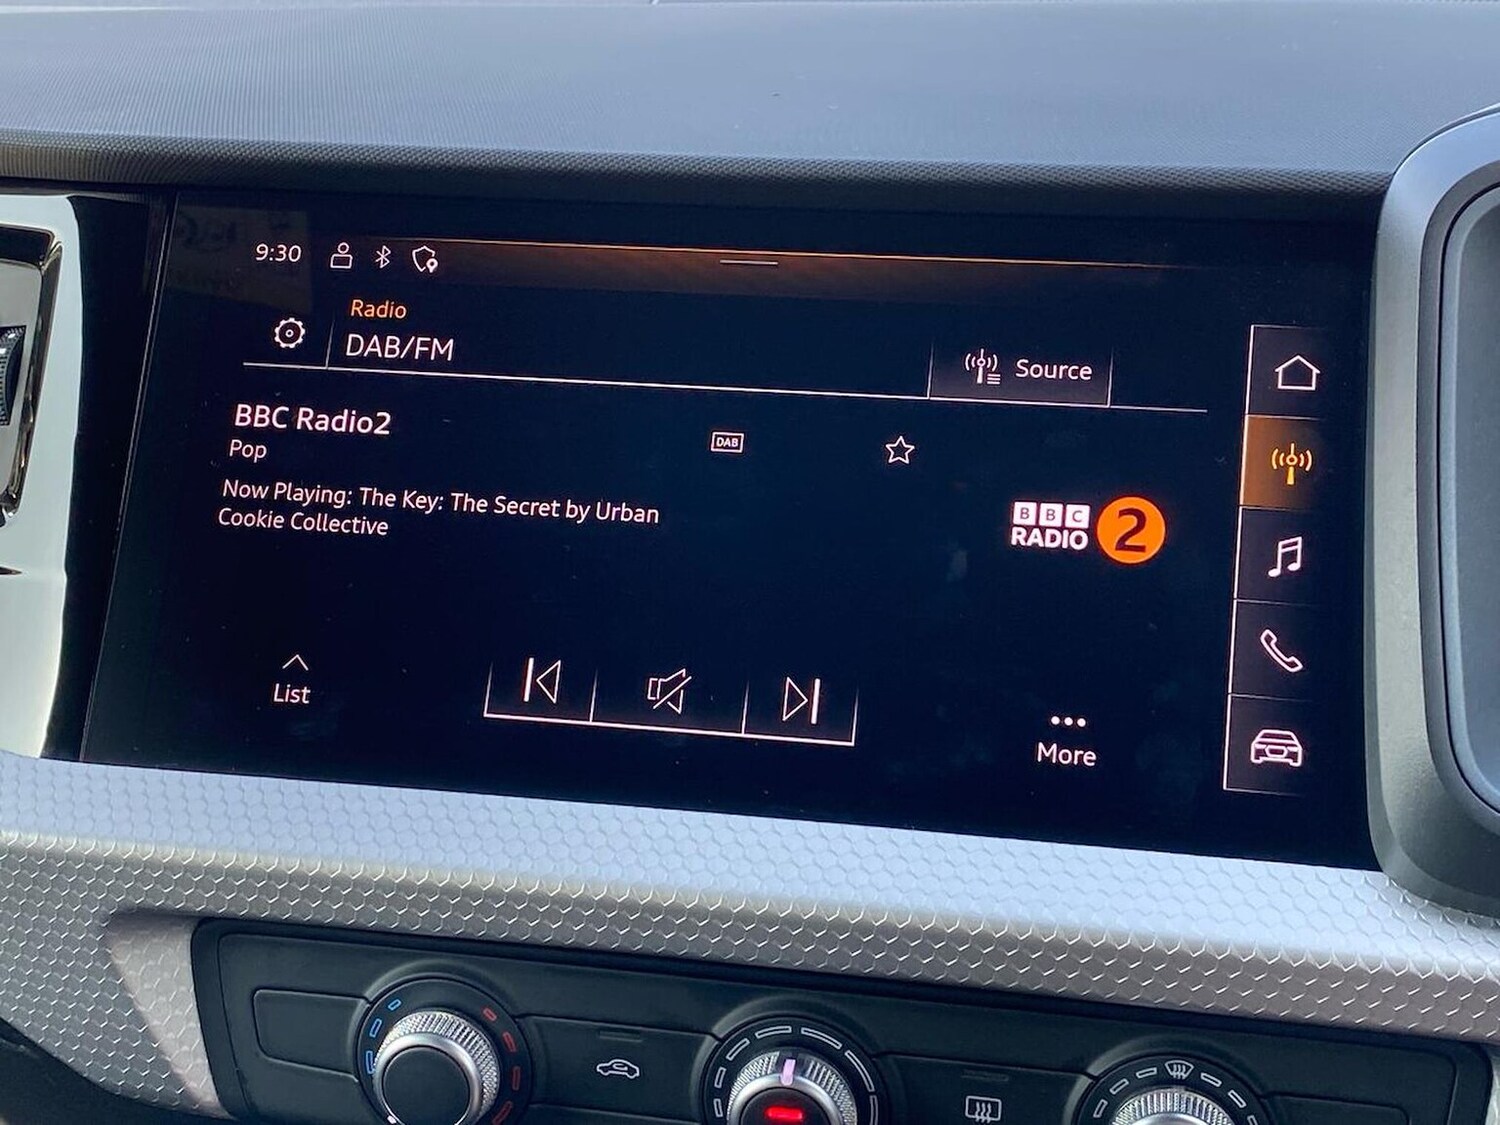 9:30
Radio
DAB/FM
Source
BBC Radio2
DAB
Pop
Now Playing: The Key: The Secret by Urban
Cookie Collective
BBC
RADIO 2
List
More